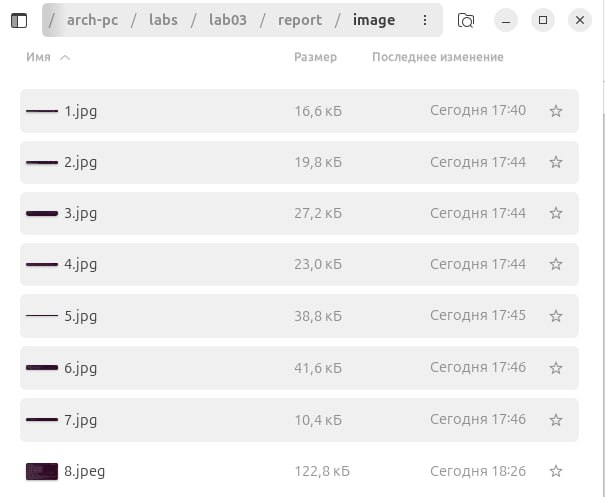 / arch-pc / labs / lab03 / report / image
Имя Размер Последнее изменение
1.jpg 16,6 кБ Сегодня 17:40
2.jpg 19,8 кБ Сегодня 17:44
3.jpg 27,2 кБ Сегодня 17:44
4.jpg 23,0 кБ Сегодня 17:44
5.jpg 38,8 кБ Сегодня 17:45
6.jpg 41,6 кБ Сегодня 17:46
7.jpg 10,4 кБ Сегодня 17:46
8.jpeg 122,8 кБ Сегодня 18:26